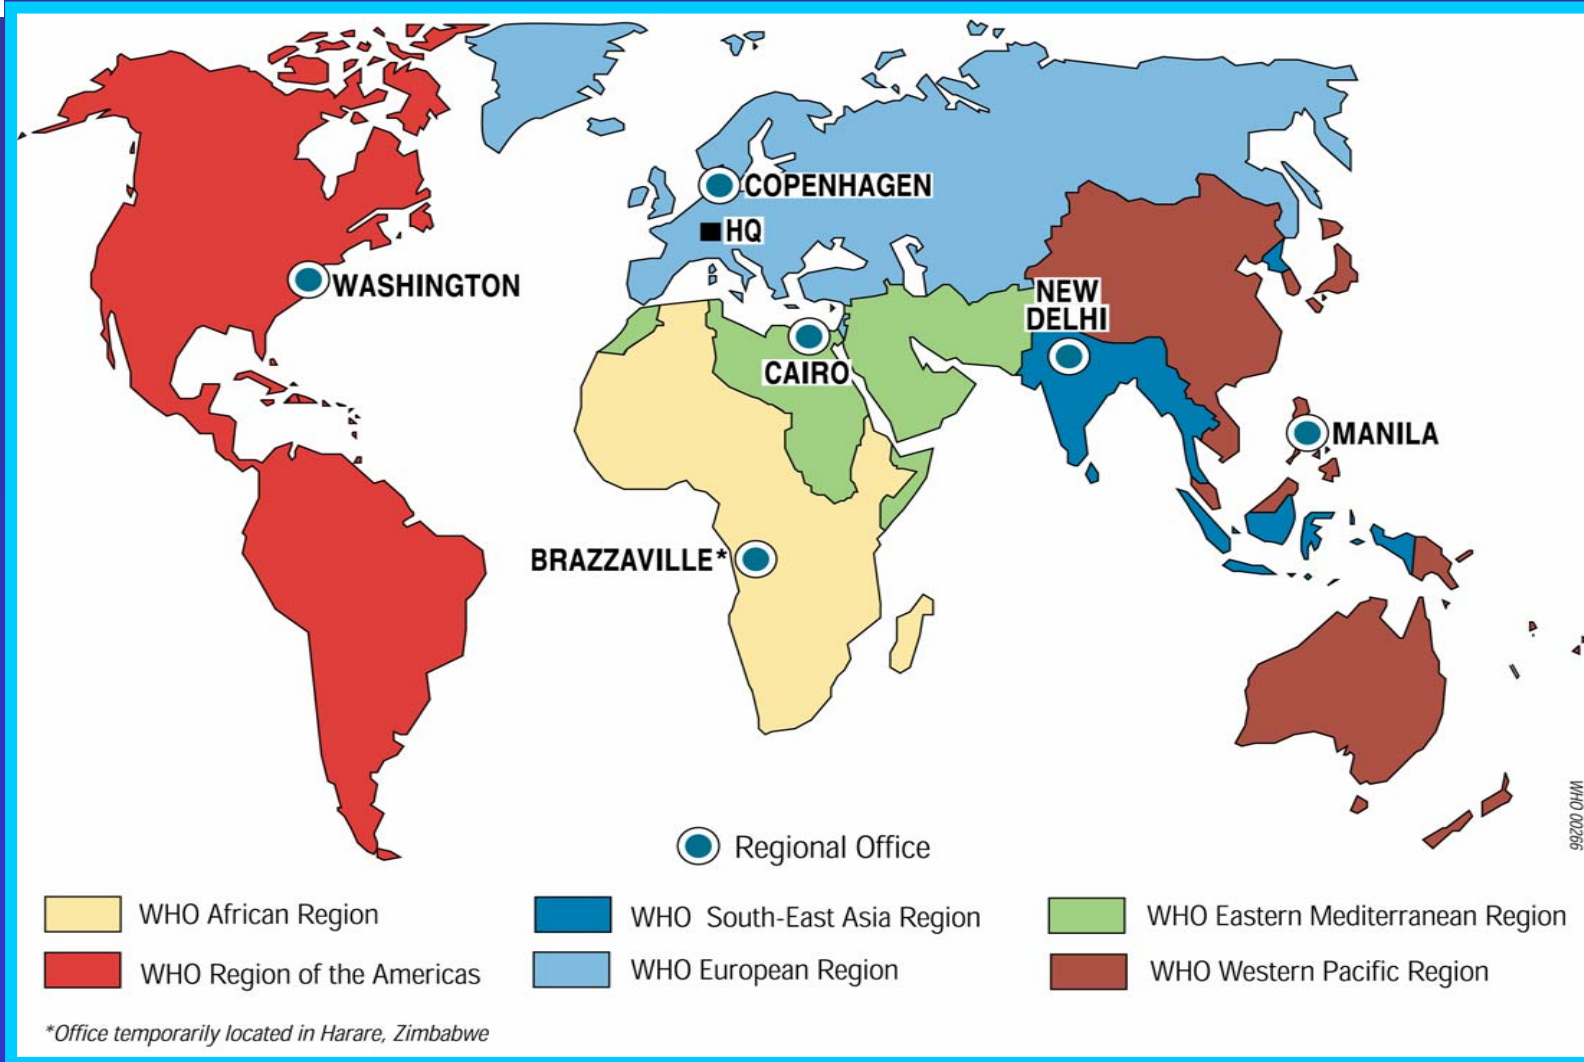 COPENHAGEN
HQ
WASHINGTON
NEW
DELHI
CAIRO
MANILA
BRAZZAVILLE*
WHO 00266
Regional Office
WHO African Region
WHO  South-East Asia Region
WHO Eastern Mediterranean Region
WHO Region of the Americas
WHO European Region
WHO Western Pacific Region
*Office temporarily located in Harare, Zimbabwe